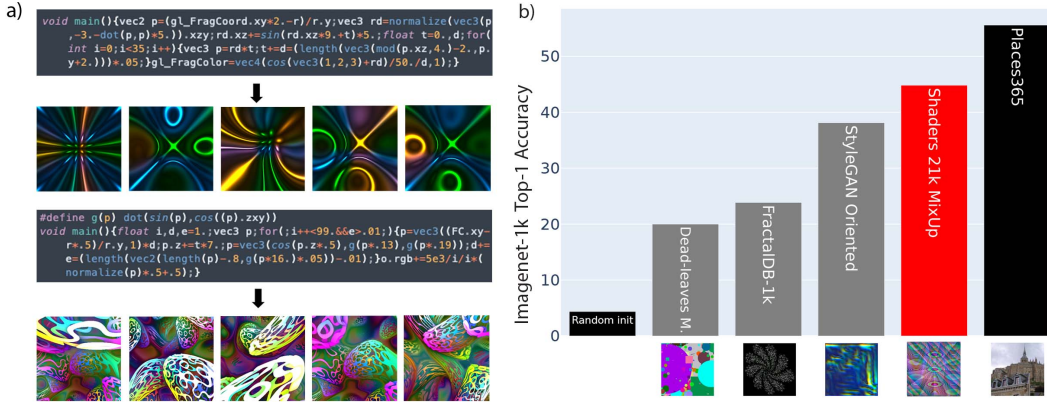 a)
void main(){vec2 p=(gl_FragCoord.xy*2.-r)/r.y;vec3 rd=normalize(vec3(p
,-3.-dot(p,p)*5.)).xzy;rd.xz+=sin(rd.xz*9.+t)*5.;float t=0.,d;for(
int i=0;i<35;i++){vec3 p=rd*t;t+=d=(length(vec3(mod(p.xz,4.)-2.,p.
y+2.)))*.05;}gl_FragColor=vec4(cos(vec3(1,2,3)+rd)/50./d,1);}
#define g(p) dot(sin(p),cos((p).zxy))
void main(){float i,d,e=1.;vec3 p;for(;i++<99.&&e>.01;){p=vec3((FC.xy-
r*.5)/r.y,1)*d;p.z+=t*7.;p=vec3(cos(p.z*.5),g(p*.13),g(p*.19));d+=
e=(length(vec2(length(p)-.8,g(p*16.)*.05))-.01);}o.rgb+=5e3/i/i*(
normalize(p)*.5+.5);}
b)
Imagenet-1k Top-1 Accuracy
50
40
30
20
10
0
Random init
Dead-leaves M.
FractalDB-1k
StyleGAN Oriented
Shaders 21k MixUp
Places365